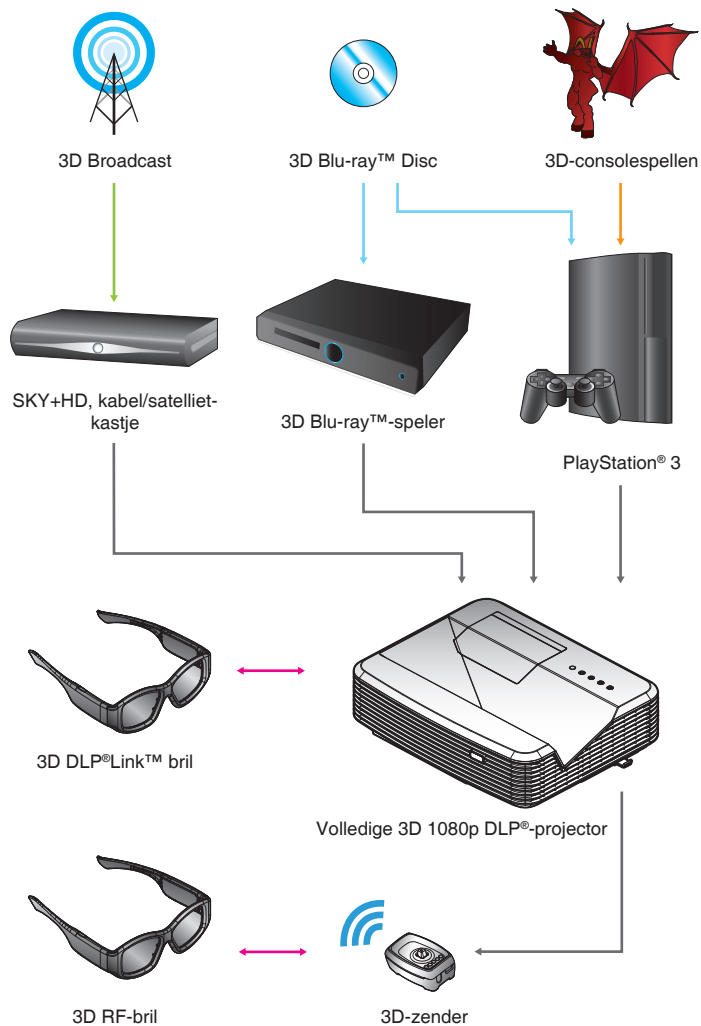 3D Broadcast
3D Blu-ray™ Disc
3D-consolespellen
SKY+HD, kabel/satelliet-
kastje
3D Blu-ray™-speler
PlayStation® 3
3D DLP®Link™ bril
Volledige 3D 1080p DLP®-projector
3D RF-bril
3D-zender